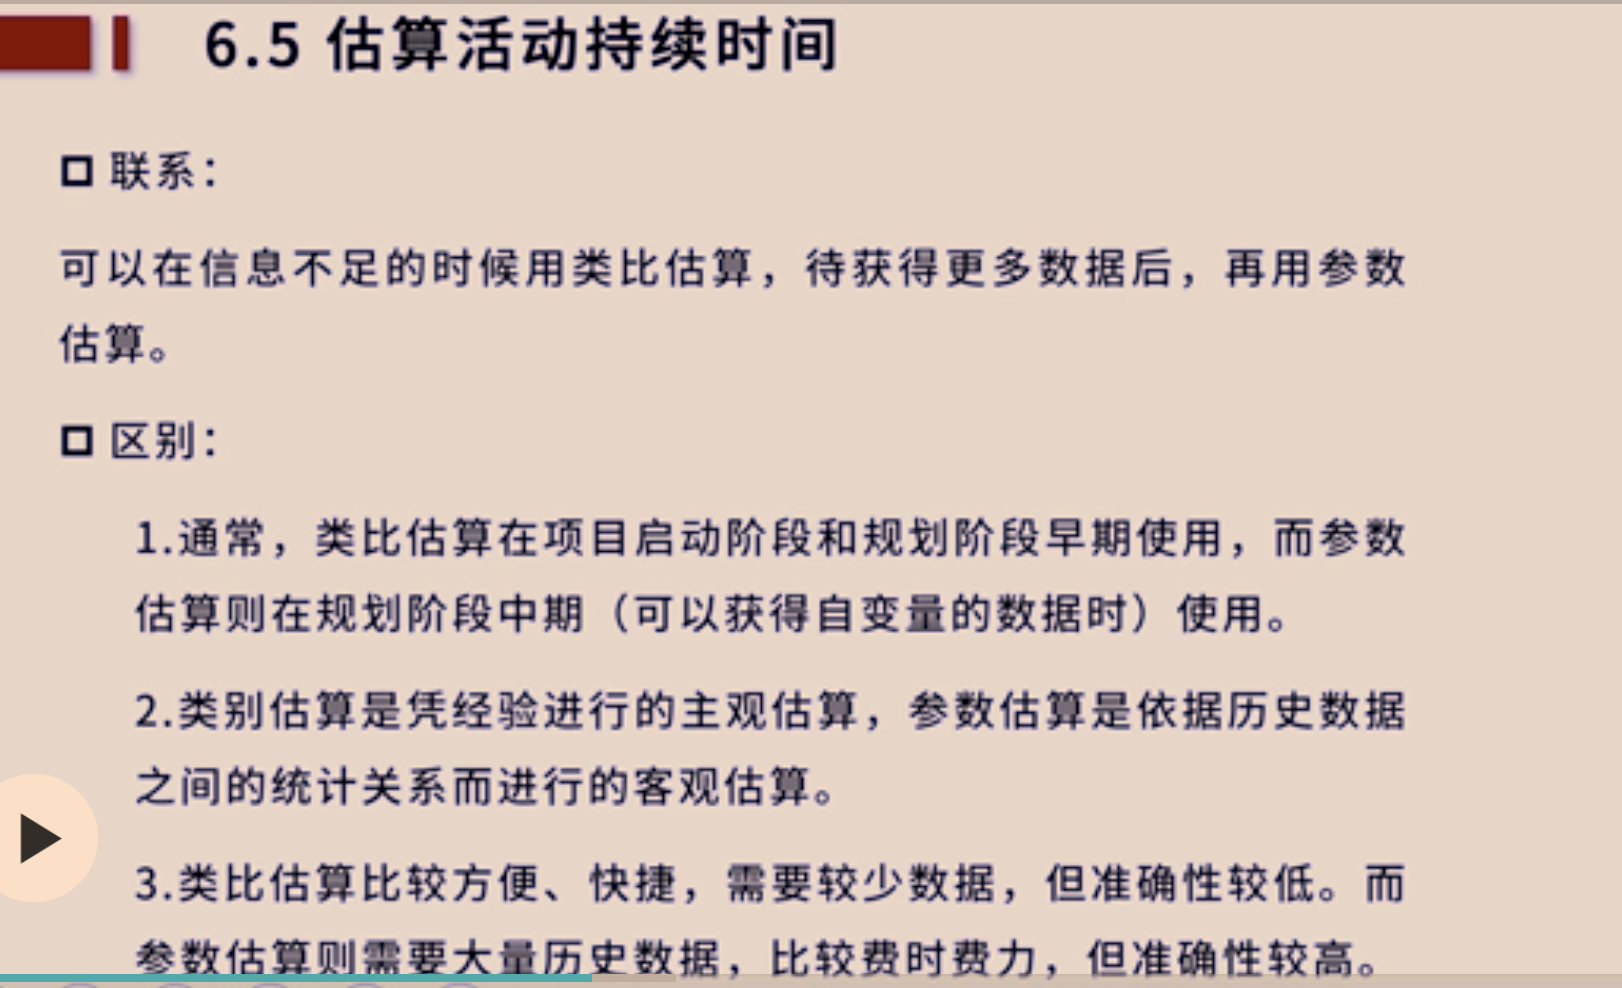 6.5 估算活动持续时间
联系：
可以在信息不足的时候用类比估算，待获得更多数据后，再用参数
估算。
区别：
1.通常，类比估算在项目启动阶段和规划阶段早期使用，而参数
估算则在规划阶段中期（可以获得自变量的数据时）使用。
2.类别估算是凭经验进行的主观估算，参数估算是依据历史数据
之间的统计关系而进行的客观估算。
3.类比估算比较方便、快捷，需要较少数据，但准确性较低。而
参数估算则需要大量历史数据，比较费时费力，但准确性较高。